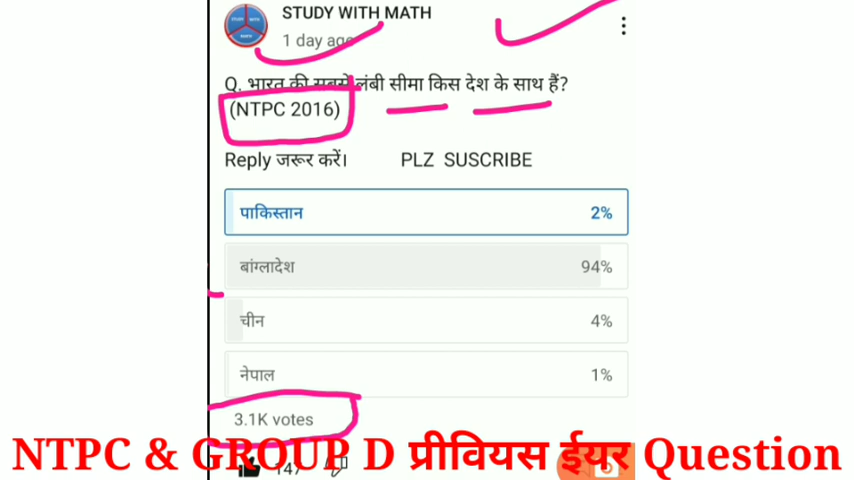 STUDY WITH MATH
1 day ago
Q. भारत की सबसे लंबी सीमा किस देश के साथ हैं?
(NTPC 2016)
Reply जरूर करें। PLZ SUSCRIBE
पाकिस्तान 2%
बांग्लादेश 94%
चीन 4%
नेपाल 1%
3.1K votes
NTPC & GROUP D प्रीवियस ईयर Question
147